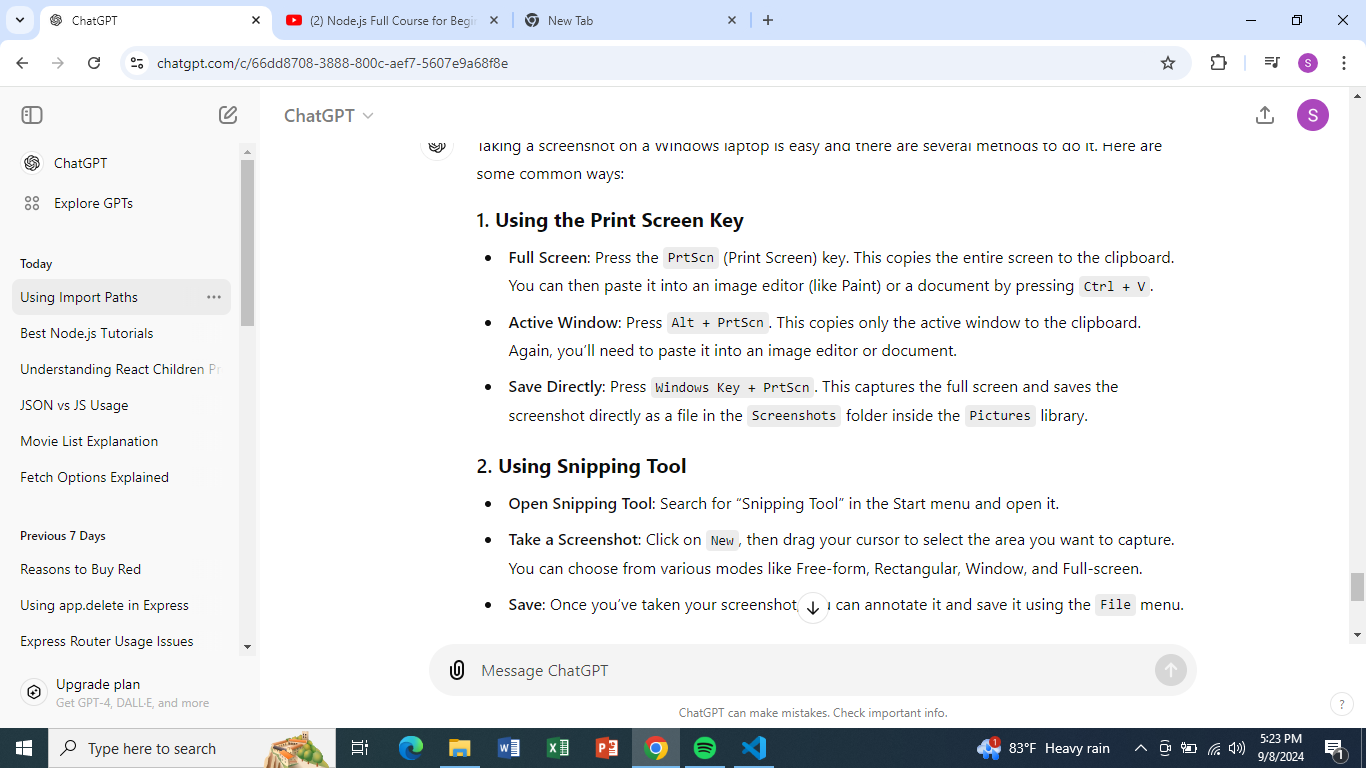 ChatGPT
(2) Node.js Full Course for Begi
New Tab
chatgpt.com/c/66dd8708-3888-800c-aef7-5607e9a68f8e
S
ChatGPT
S
ChatGPT
Explore GPTs
Today
Using Import Paths
Best Node.js Tutorials
Understanding React Children Pr
JSON vs JS Usage
Movie List Explanation
Fetch Options Explained
Previous 7 Days
Reasons to Buy Red
Using app.delete in Express
Express Router Usage Issues
Upgrade plan
Get GPT-4, DALL·E, and more
Taking a screenshot on a Windows laptop is easy and there are several methods to do it. Here are
some common ways:
1. Using the Print Screen Key
• Full Screen: Press the PrtScn (Print Screen) key. This copies the entire screen to the clipboard.
You can then paste it into an image editor (like Paint) or a document by pressing Ctrl + V.
• Active Window: Press Alt + PrtScn. This copies only the active window to the clipboard.
Again, you’ll need to paste it into an image editor or document.
• Save Directly: Press Windows Key + PrtScn. This captures the full screen and saves the
screenshot directly as a file in the Screenshots folder inside the Pictures library.
2. Using Snipping Tool
• Open Snipping Tool: Search for “Snipping Tool” in the Start menu and open it.
• Take a Screenshot: Click on New, then drag your cursor to select the area you want to capture.
You can choose from various modes like Free-form, Rectangular, Window, and Full-screen.
• Save: Once you’ve taken your screenshot, can annotate it and save it using the File menu.
Message ChatGPT
ChatGPT can make mistakes. Check important info.
?
Type here to search
1
83°F Heavy rain
5:23 PM
9/8/2024
1